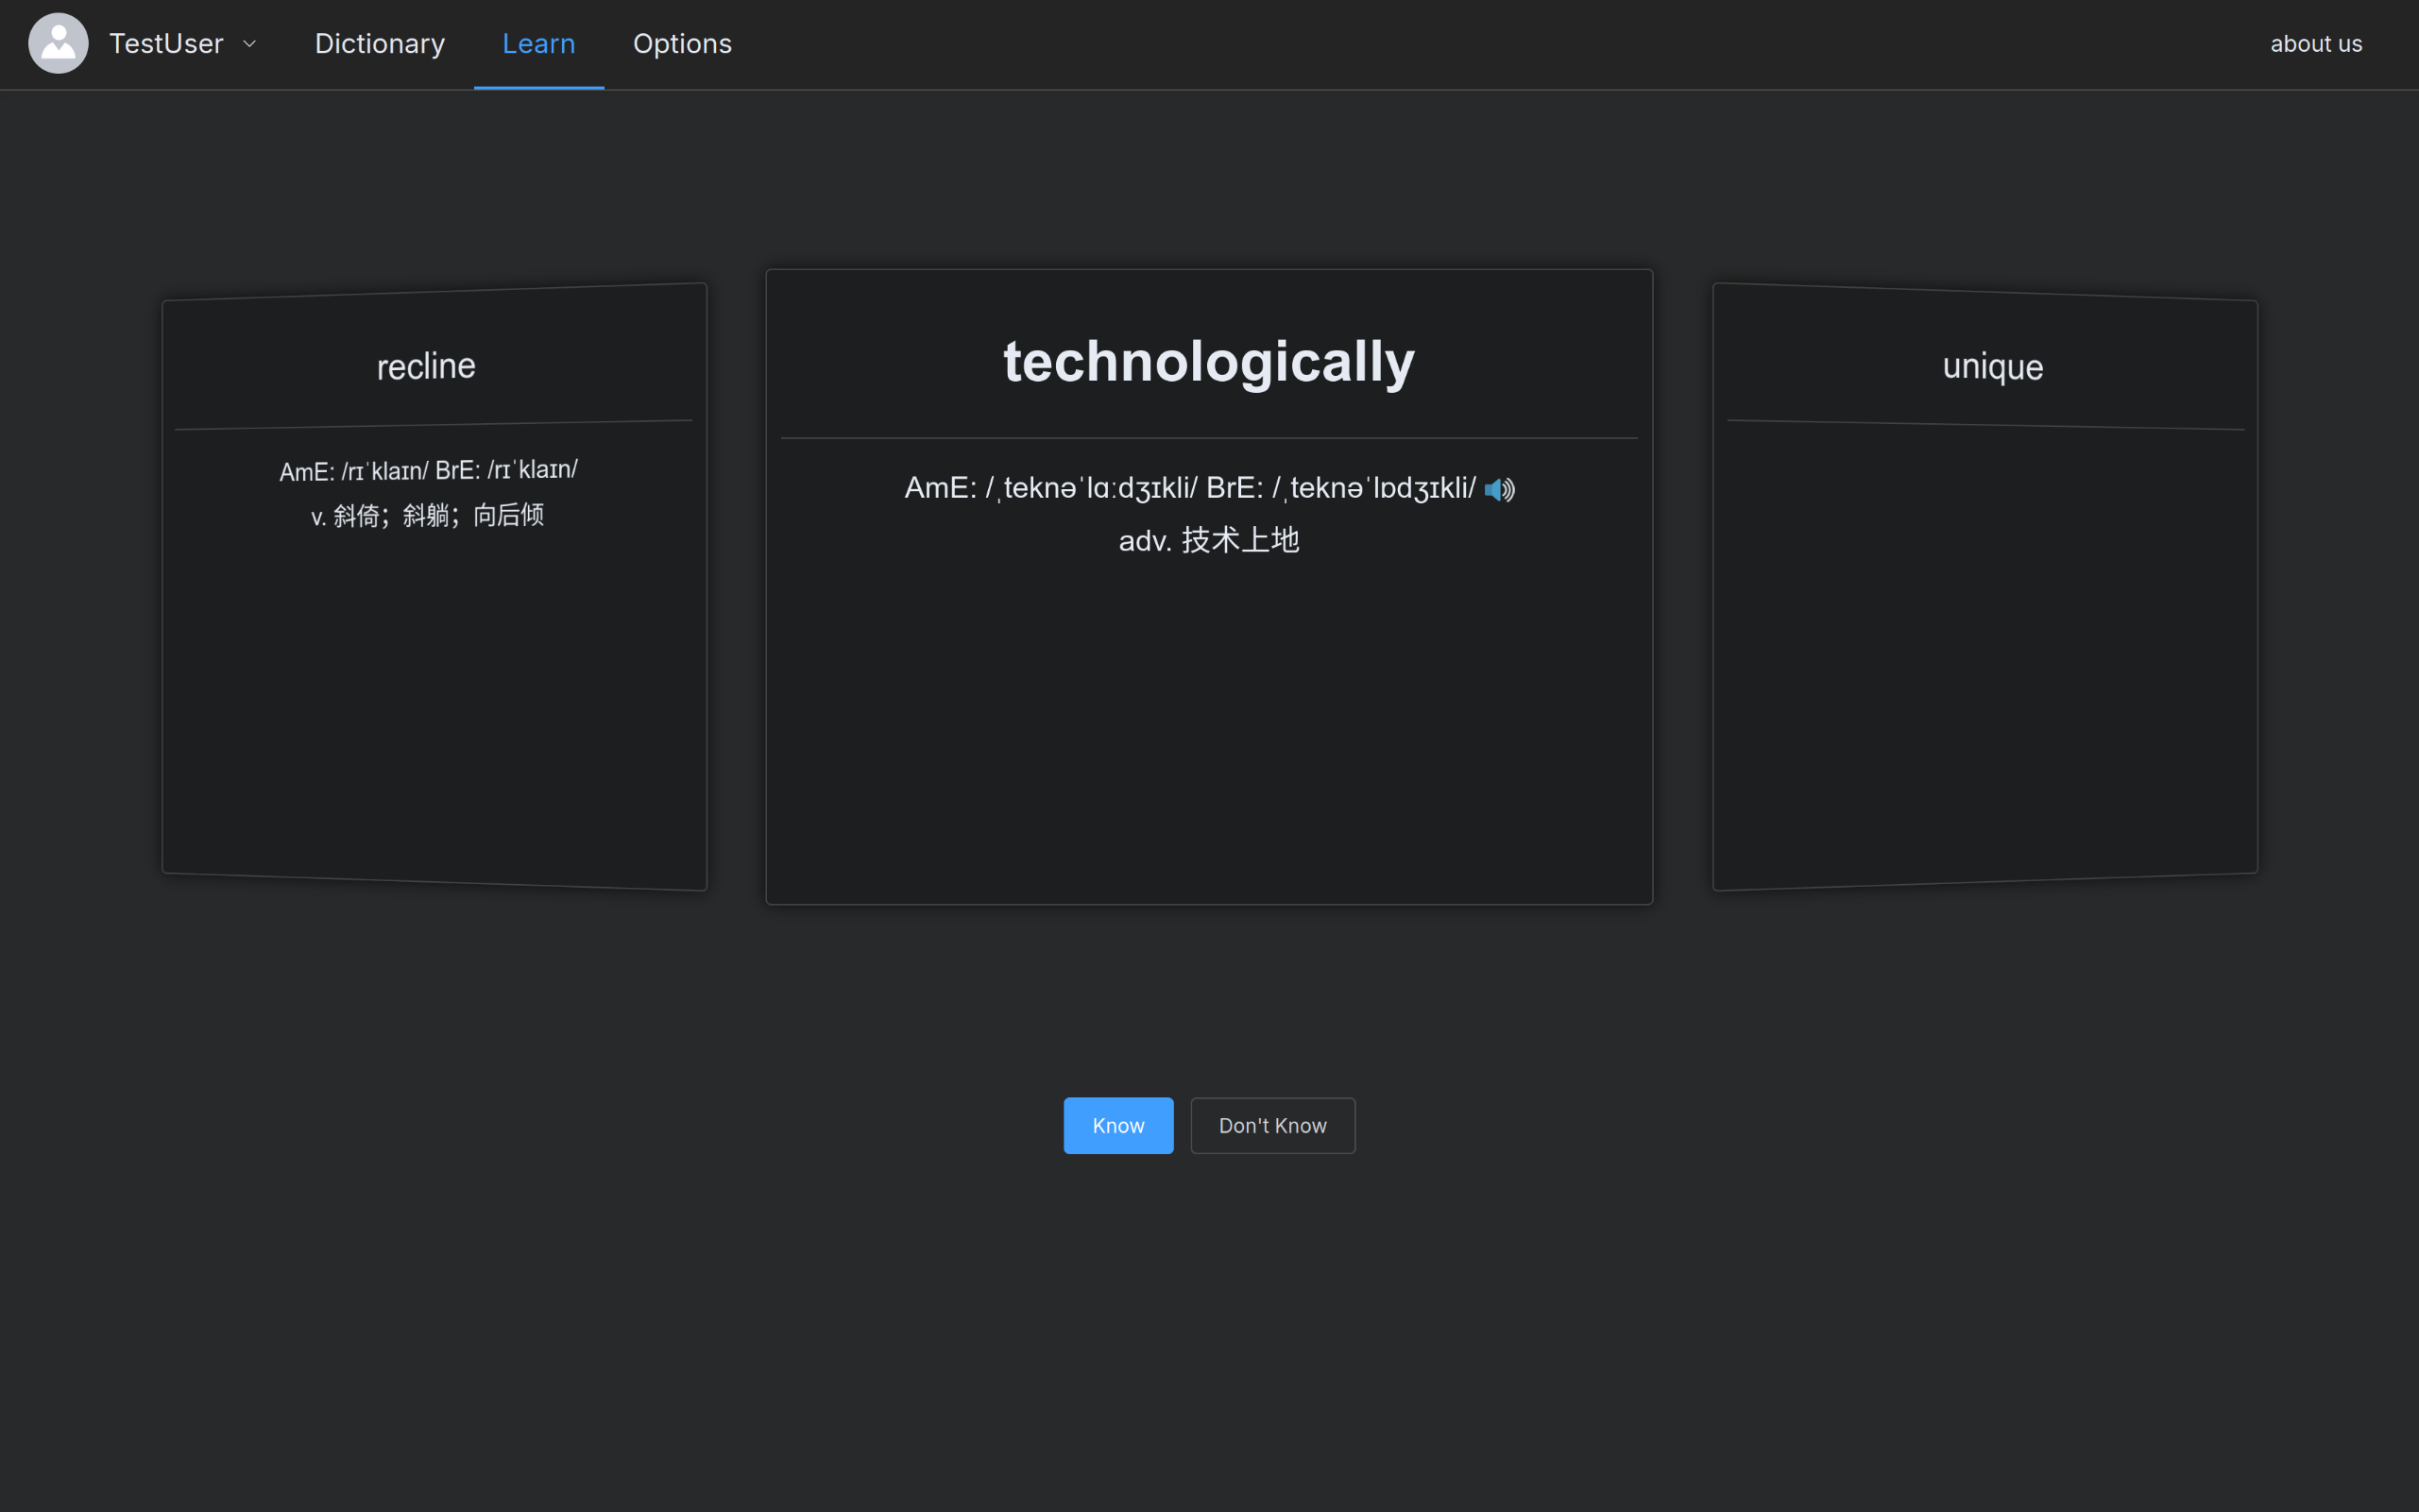 TestUser Dictionary Learn Options about us
recline
AmE: /rɪˈklaɪn/ BrE: /rɪˈklaɪn/
v. 斜倚；斜躺；向后倾
technologically
AmE: /ˌteknəˈlɑːdʒɪkli/ BrE: /ˌteknəˈlɒdʒɪkli/
adv. 技术上地
unique
Know Don't Know